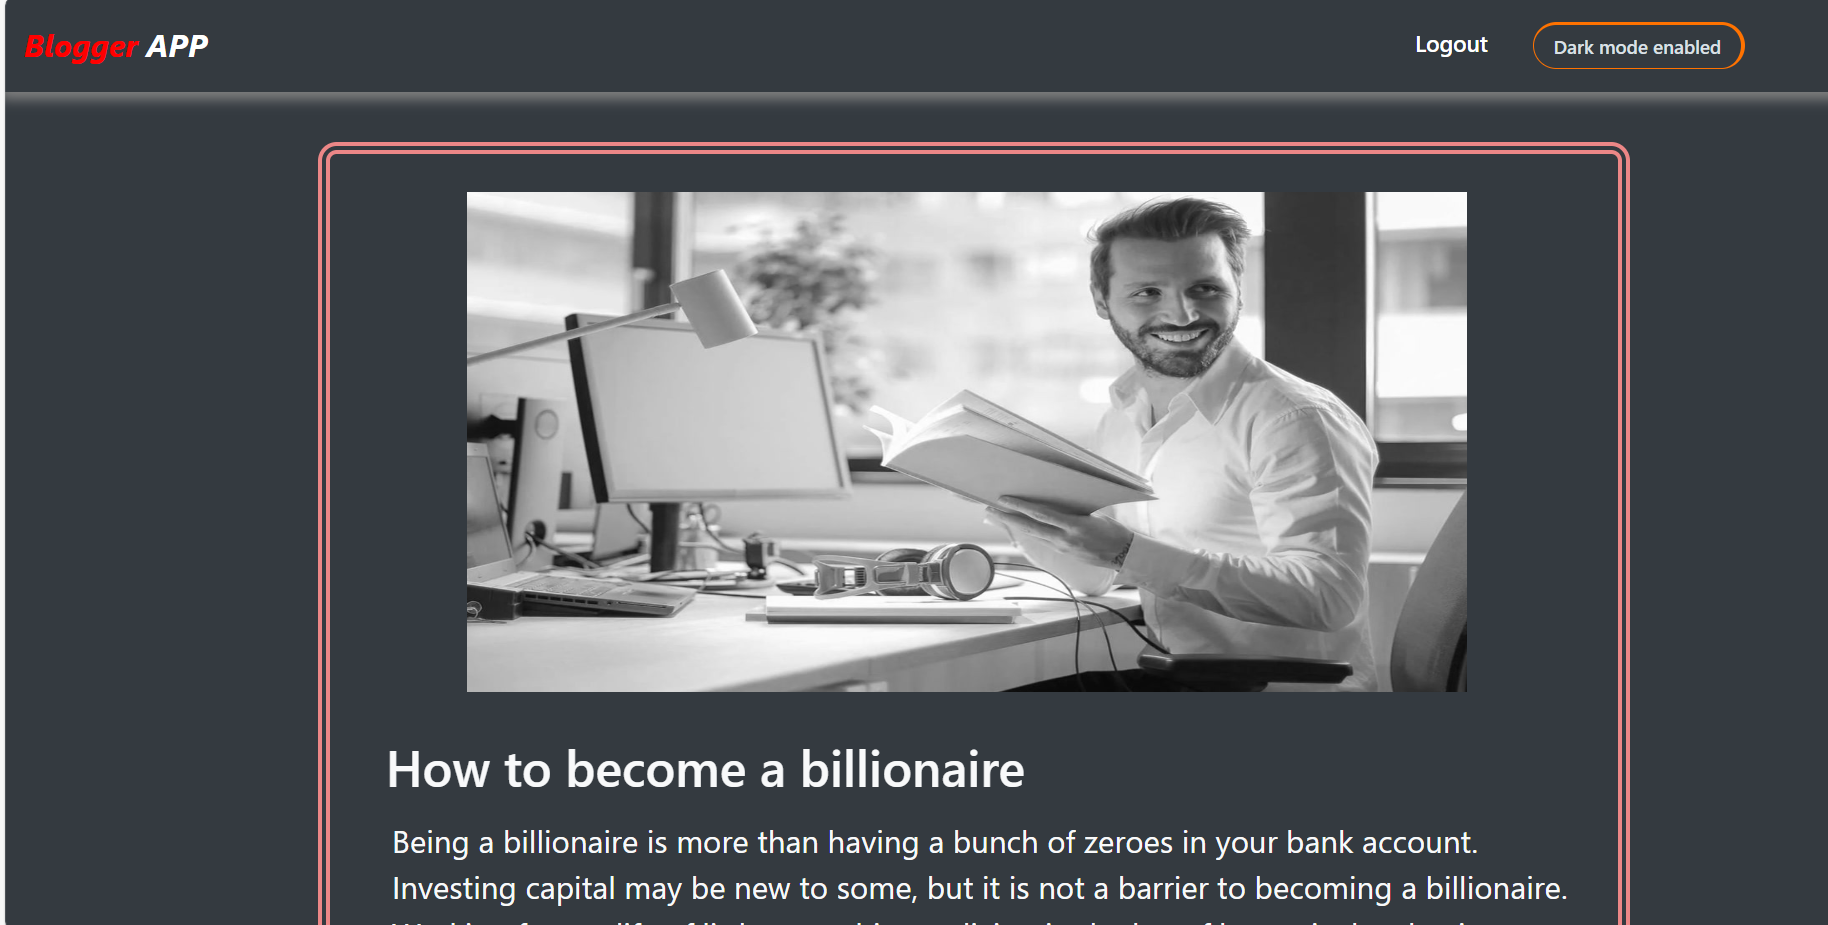 Blogger APP
Logout
Dark mode enabled
How to become a billionaire
Being a billionaire is more than having a bunch of zeroes in your bank account.
Investing capital may be new to some, but it is not a barrier to becoming a billionaire.